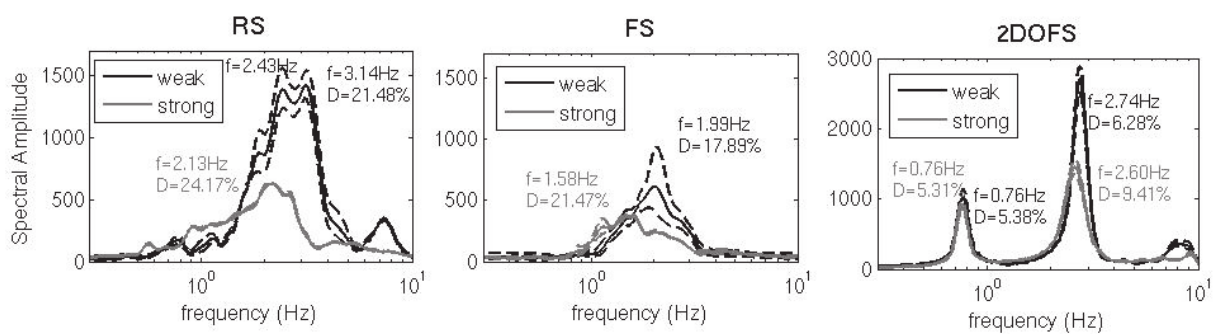 RS
Spectral Amplitude
1500
1000
500
0
weak
strong
f=2.43Hz
f=3.14Hz
D=21.48%
f=2.13Hz
D=24.17%
10^0
10^1
frequency (Hz)
FS
1500
1000
500
0
weak
strong
f=1.99Hz
D=17.89%
f=1.58Hz
D=21.47%
10^0
10^1
frequency (Hz)
2DOFS
3000
2000
1000
0
weak
strong
f=2.74Hz
D=6.28%
f=0.76Hz
D=5.31%
f=0.76Hz
D=5.38%
f=2.60Hz
D=9.41%
10^0
10^1
frequency (Hz)